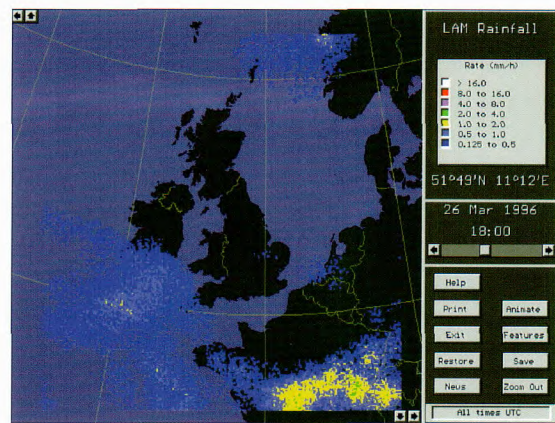 LAM Rainfall
Rate (mm/h)
> 16.0
8.0 to 16.0
4.0 to 8.0
2.0 to 4.0
1.0 to 2.0
0.5 to 1.0
0.125 to 0.5
51°49'N 11°12'E
26 Mar 1996
18:00
Help
Print Animate
Exit Features
Restore Save
News Zoom Out
All times UTC